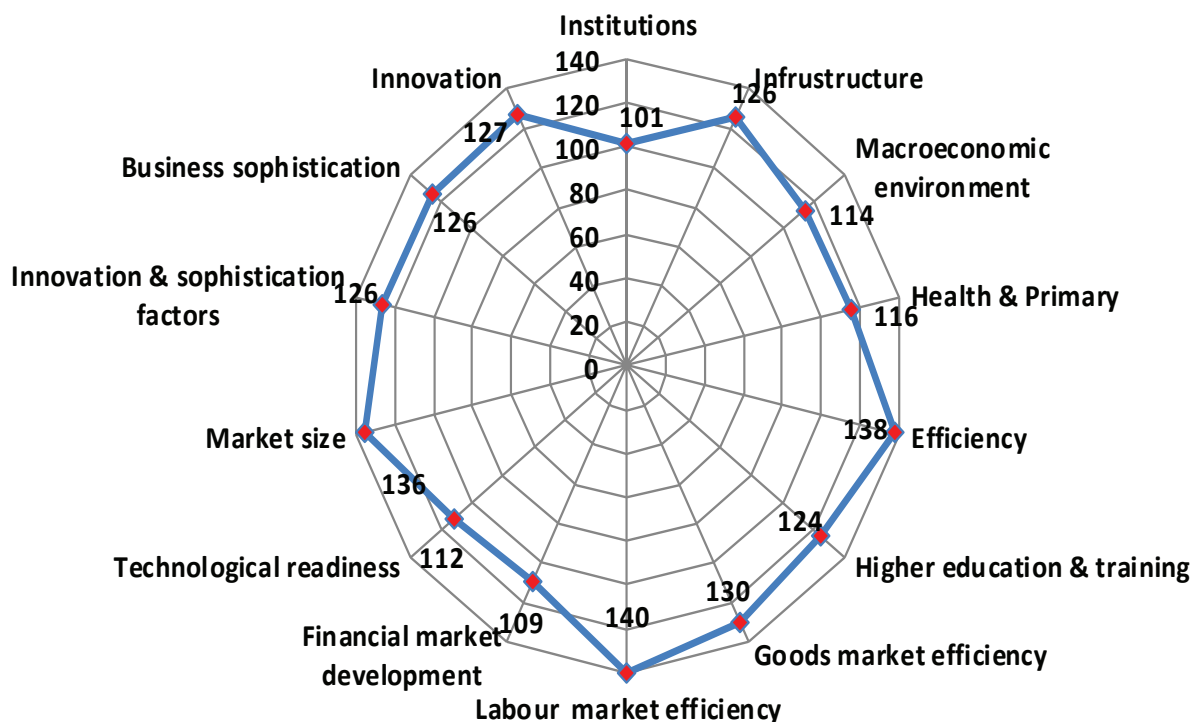 Institutions
140
Innovation
Infrustructure
126
120
101
127
100
Macroeconomic
environment
Business sophistication
80
114
126
60
Innovation & sophistication
factors
126
40
Health & Primary
116
20
0
Market size
138
Efficiency
136
124
Technological readiness
112
Higher education & training
130
109
140
Financial market
development
Goods market efficiency
Labour market efficiency